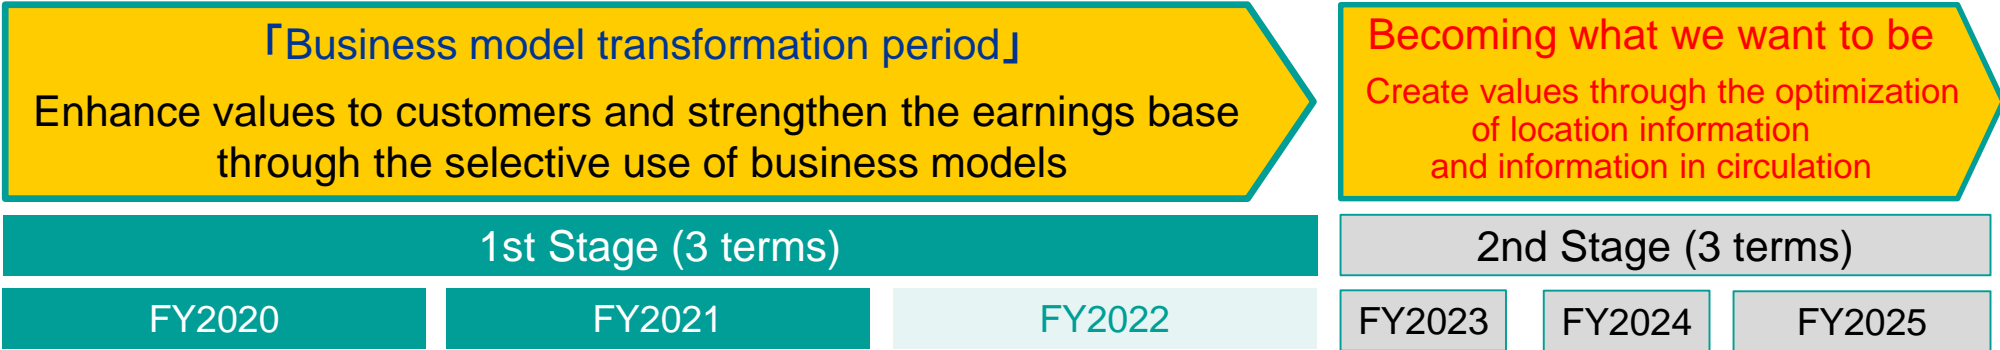 「Business model transformation period」
Enhance values to customers and strengthen the earnings base
through the selective use of business models
Becoming what we want to be
Create values through the optimization
of location information
and information in circulation
1st Stage (3 terms)
2nd Stage (3 terms)
FY2020
FY2021
FY2022
FY2023
FY2024
FY2025